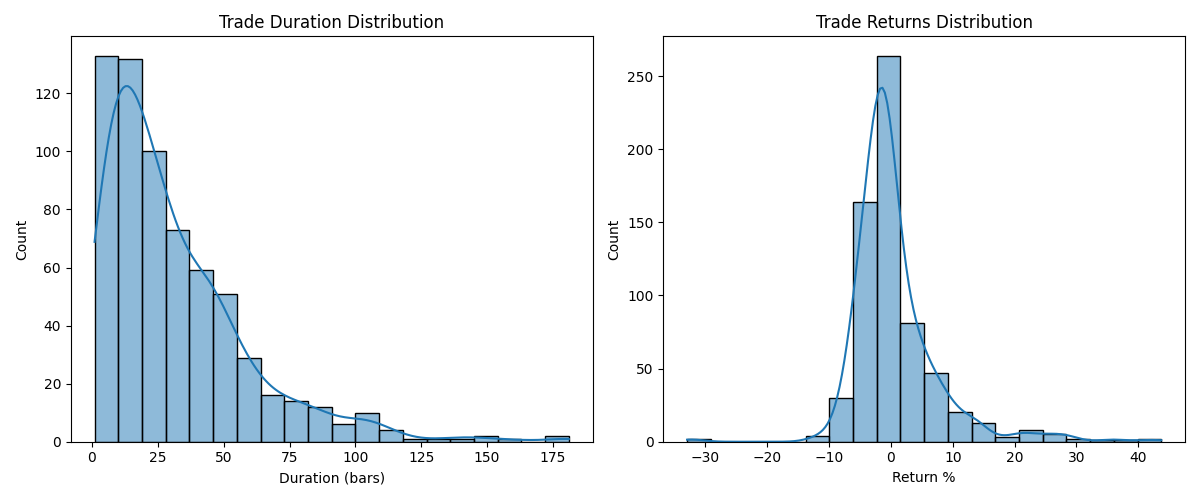 Trade Duration Distribution
Count
120
100
80
60
40
20
0
0 25 50 75 100 125 150 175
Duration (bars)
Trade Returns Distribution
Count
250
200
150
100
50
0
−30 −20 −10 0 10 20 30 40
Return %